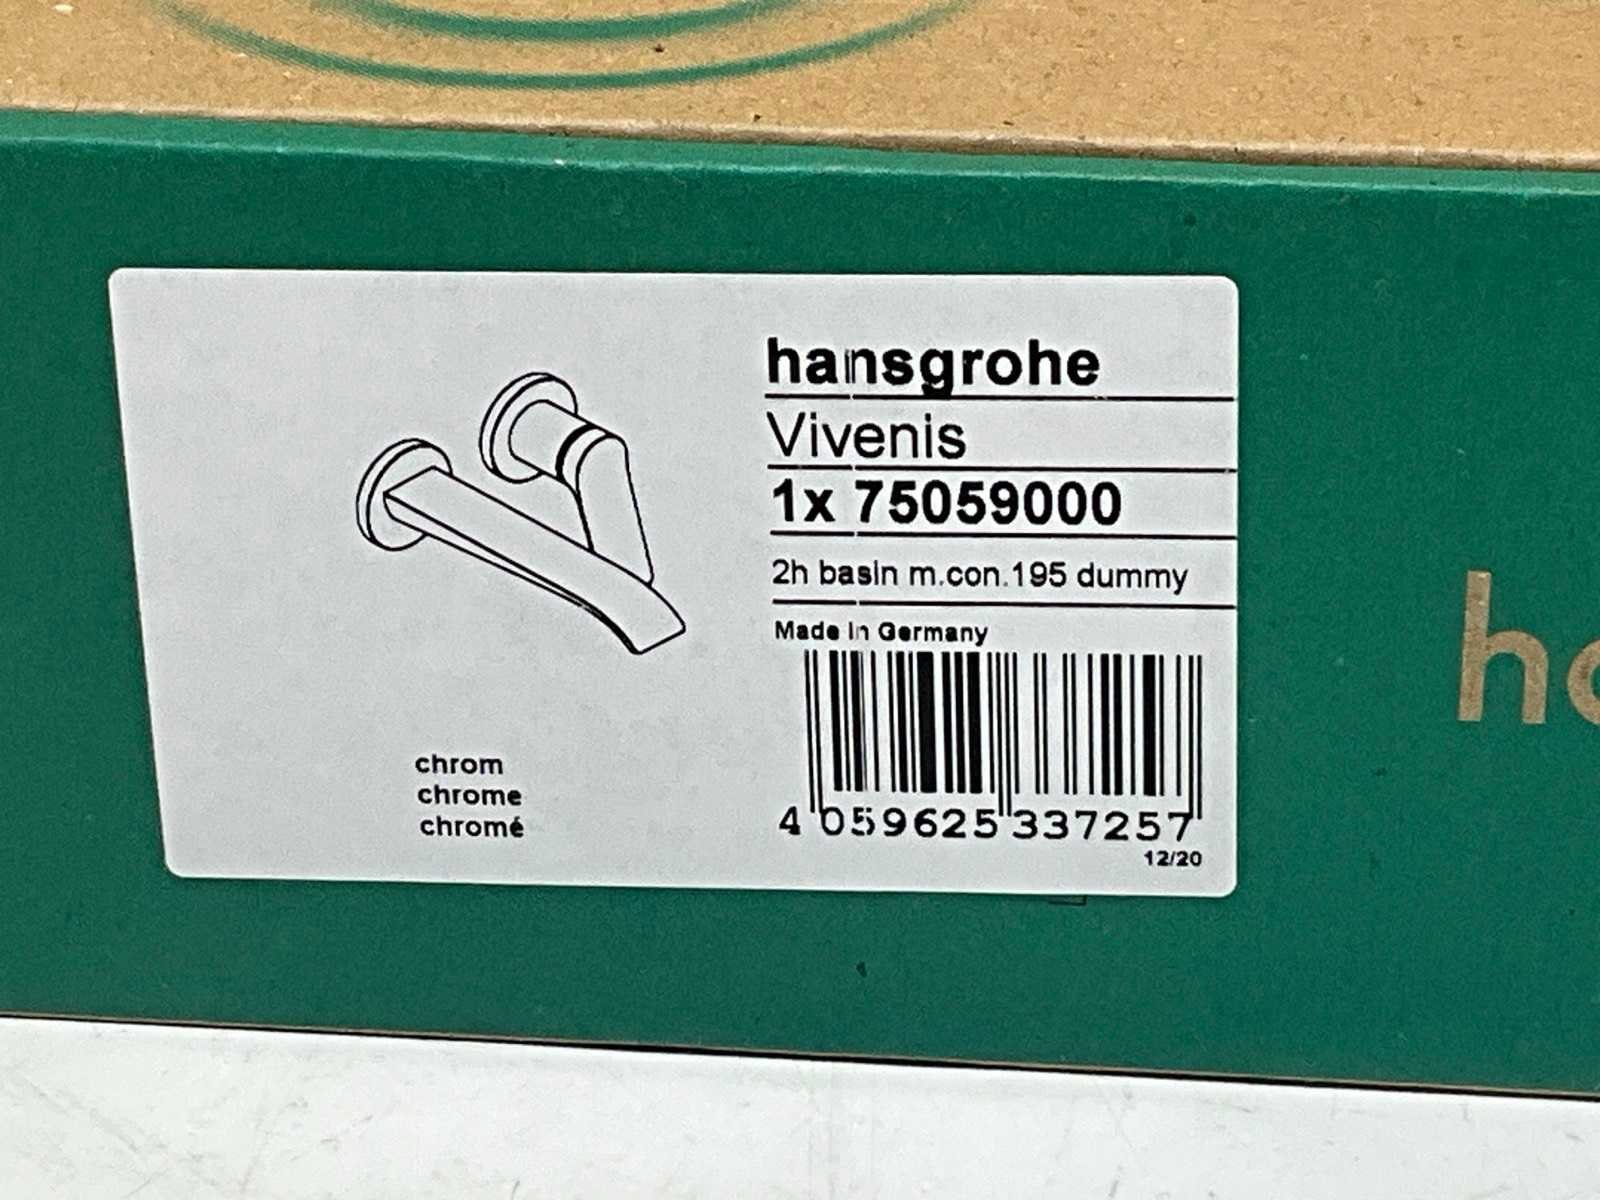 hansgrohe
Vivenis
1x 75059000
2h basin m.con.195 dummy
Made in Germany
4 059625 337257
12/20
chrom
chrome
chromé